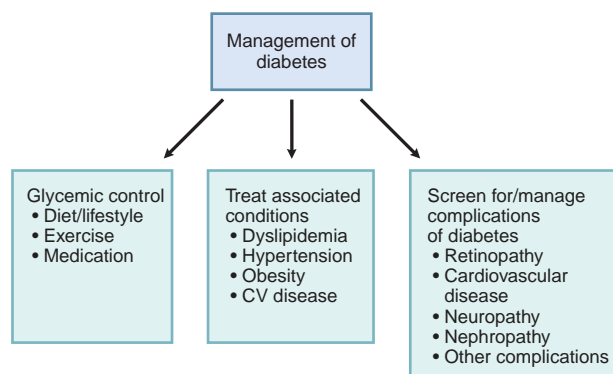 Management of
diabetes
Glycemic control
• Diet/lifestyle
• Exercise
• Medication
Treat associated
conditions
• Dyslipidemia
• Hypertension
• Obesity
• CV disease
Screen for/manage
complications
of diabetes
• Retinopathy
• Cardiovascular
disease
• Neuropathy
• Nephropathy
• Other complications